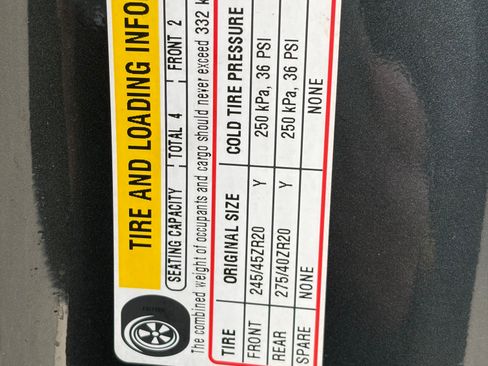 TIRE AND LOADING INFO
SEATING CAPACITY TOTAL 4 FRONT 2
The combined weight of occupants and cargo should never exceed 332
TIRE ORIGINAL SIZE COLD TIRE PRESSURE
FRONT 245/45ZR20 Y 250 kPa, 36 PSI
REAR 275/40ZR20 Y 250 kPa, 36 PSI
SPARE NONE NONE